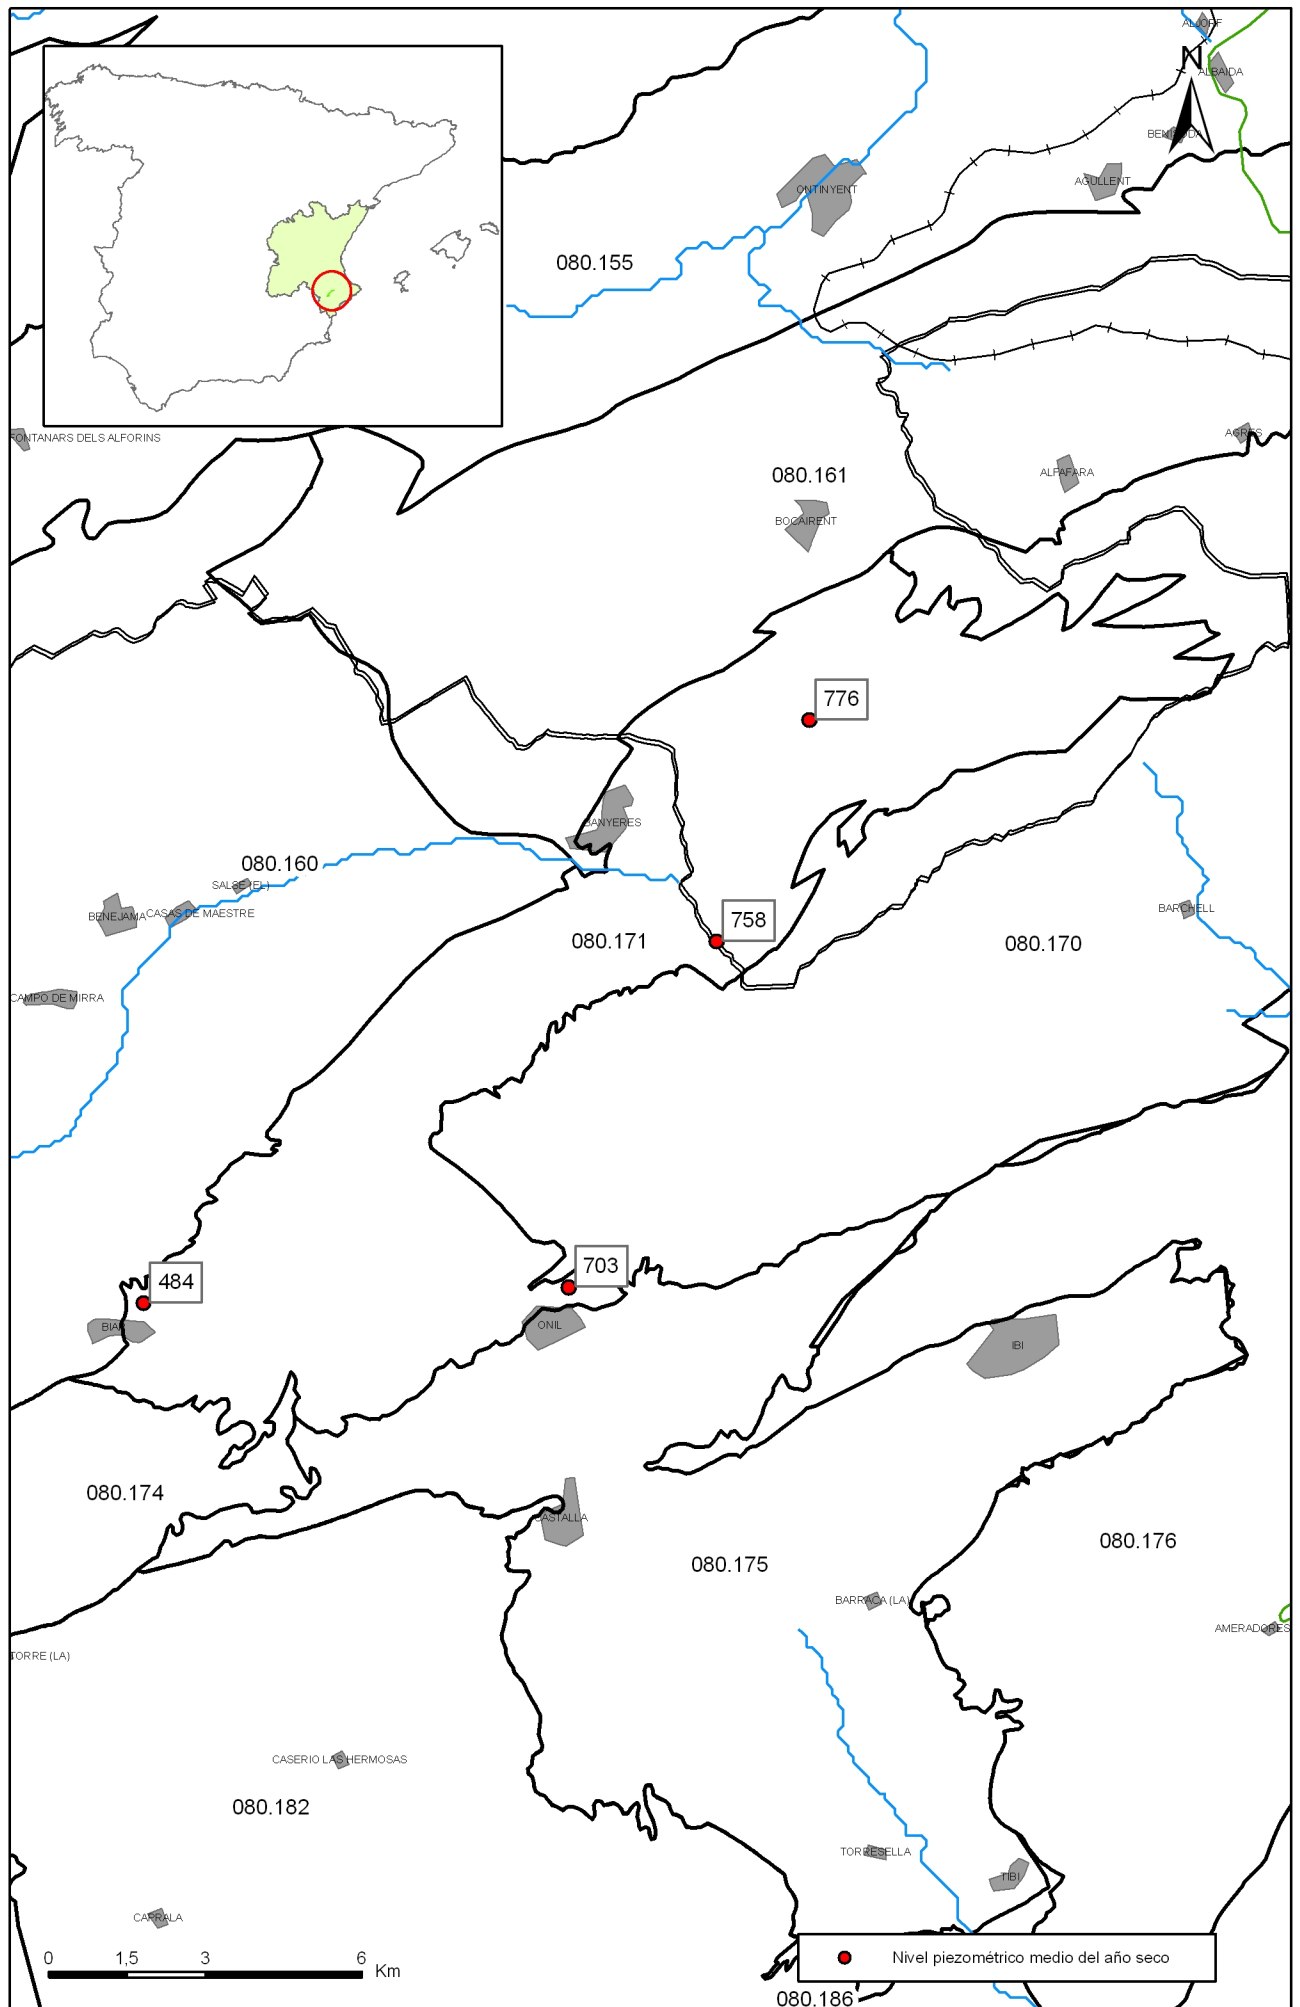 ALJORF
N
ALBAIDA
AGULLENT
ONTINYENT
080.155
FONTANARS DELS ALFORINS
AGRES
ALFAFARA
080.161
BOCAIRENT
776
BANYERES
080.160
SALSE (EL)
BENEJAMA
CASAS DE MAESTRE
758
BARCHELL
080.171
080.170
CAMPO DE MIRRA
703
484
ONIL
IBI
080.174
CASTALLA
080.176
080.175
BARRACA (LA)
AMERADORES
TORRE (LA)
CASERIO LAS HERMOSAS
080.182
TORRESELLA
TIBI
CAPRALA
0 1,5 3 6
Km
Nivel piezométrico medio del año seco
080.186